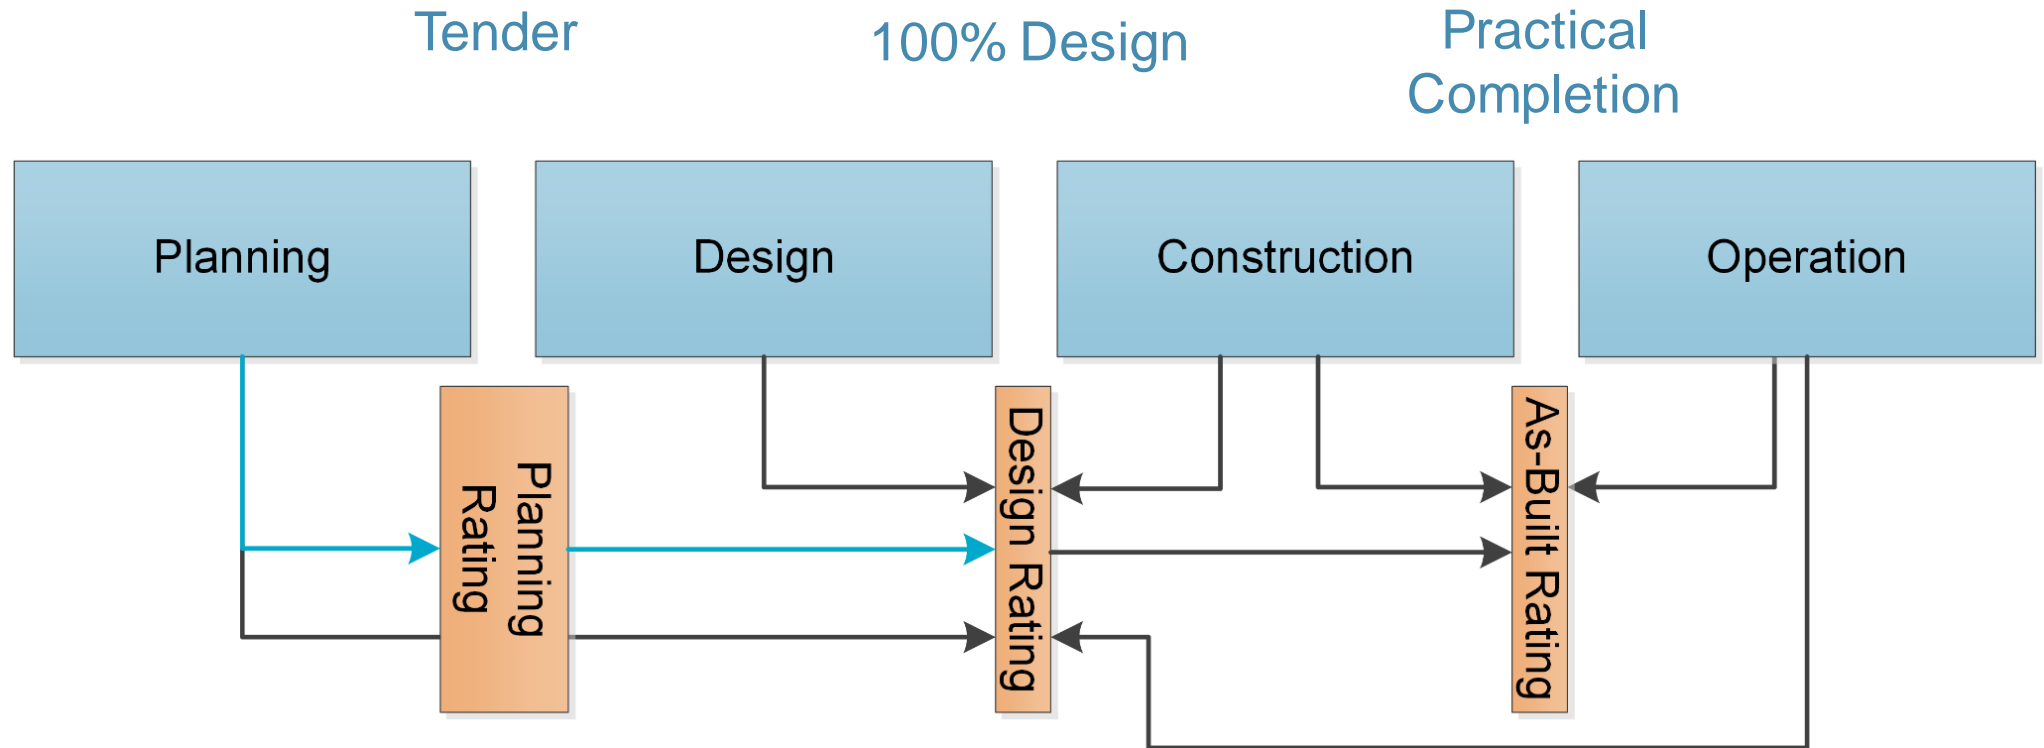 Tender
100% Design
Practical
Completion
Planning
Design
Construction
Operation
Planning
Rating
Design Rating
As-Built Rating